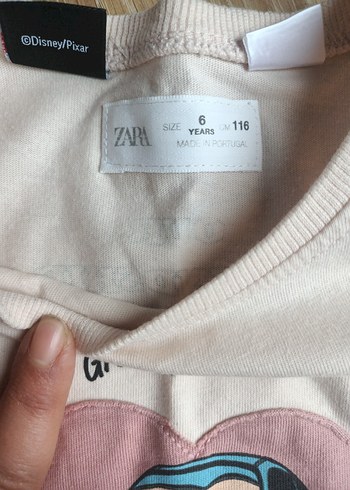 ©Disney/Pixar
ZARA
SIZE 6 YEARS CM 116
MADE IN PORTUGAL